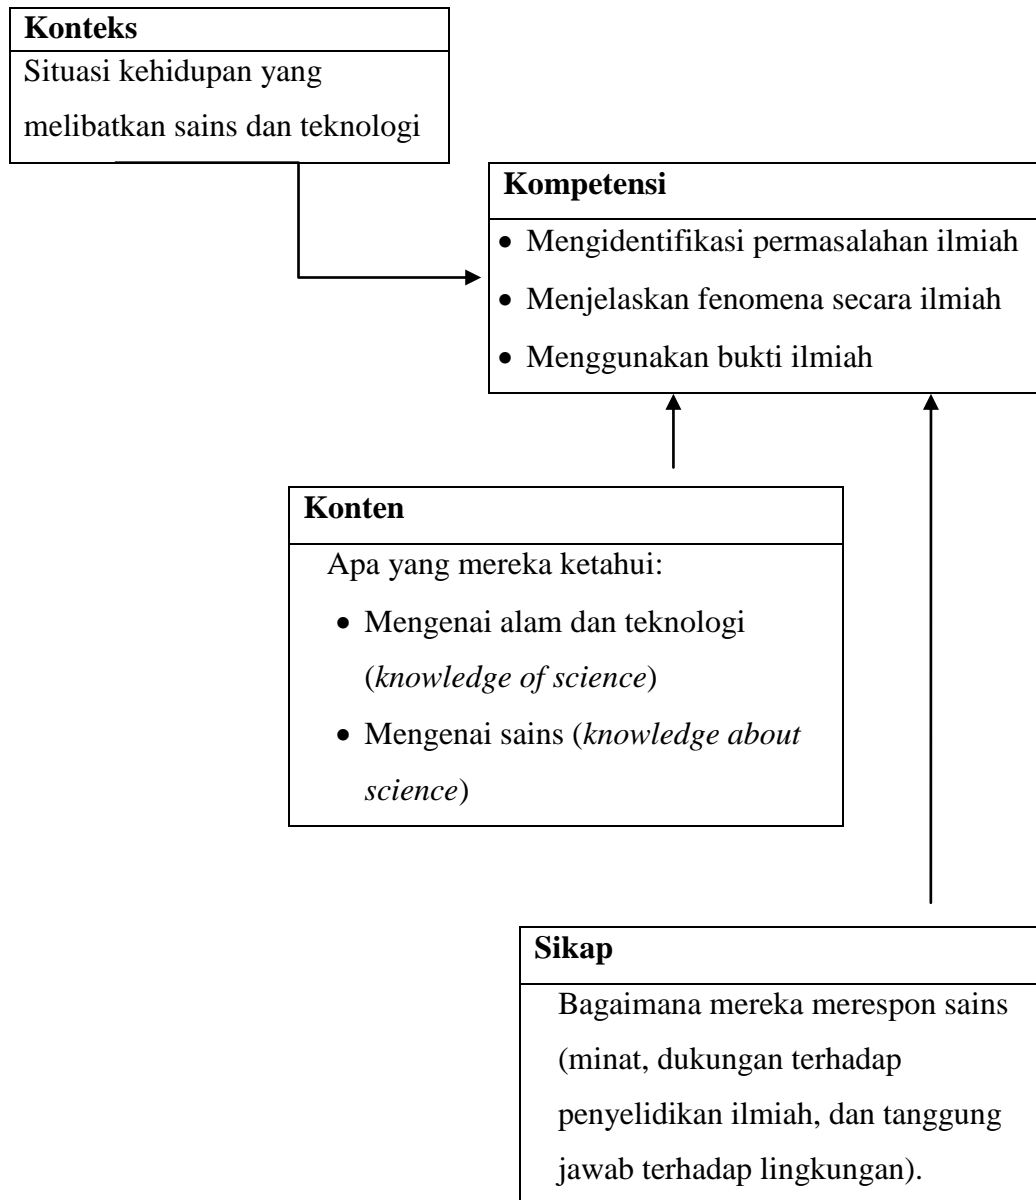 Konteks
Situasi kehidupan yang
melibatkan sains dan teknologi
Kompetensi
• Mengidentifikasi permasalahan ilmiah
• Menjelaskan fenomena secara ilmiah
• Menggunakan bukti ilmiah
Konten
Apa yang mereka ketahui:
• Mengenai alam dan teknologi
(knowledge of science)
• Mengenai sains (knowledge about
science)
Sikap
Bagaimana mereka merespon sains
(minat, dukungan terhadap
penyelidikan ilmiah, dan tanggung
jawab terhadap lingkungan).